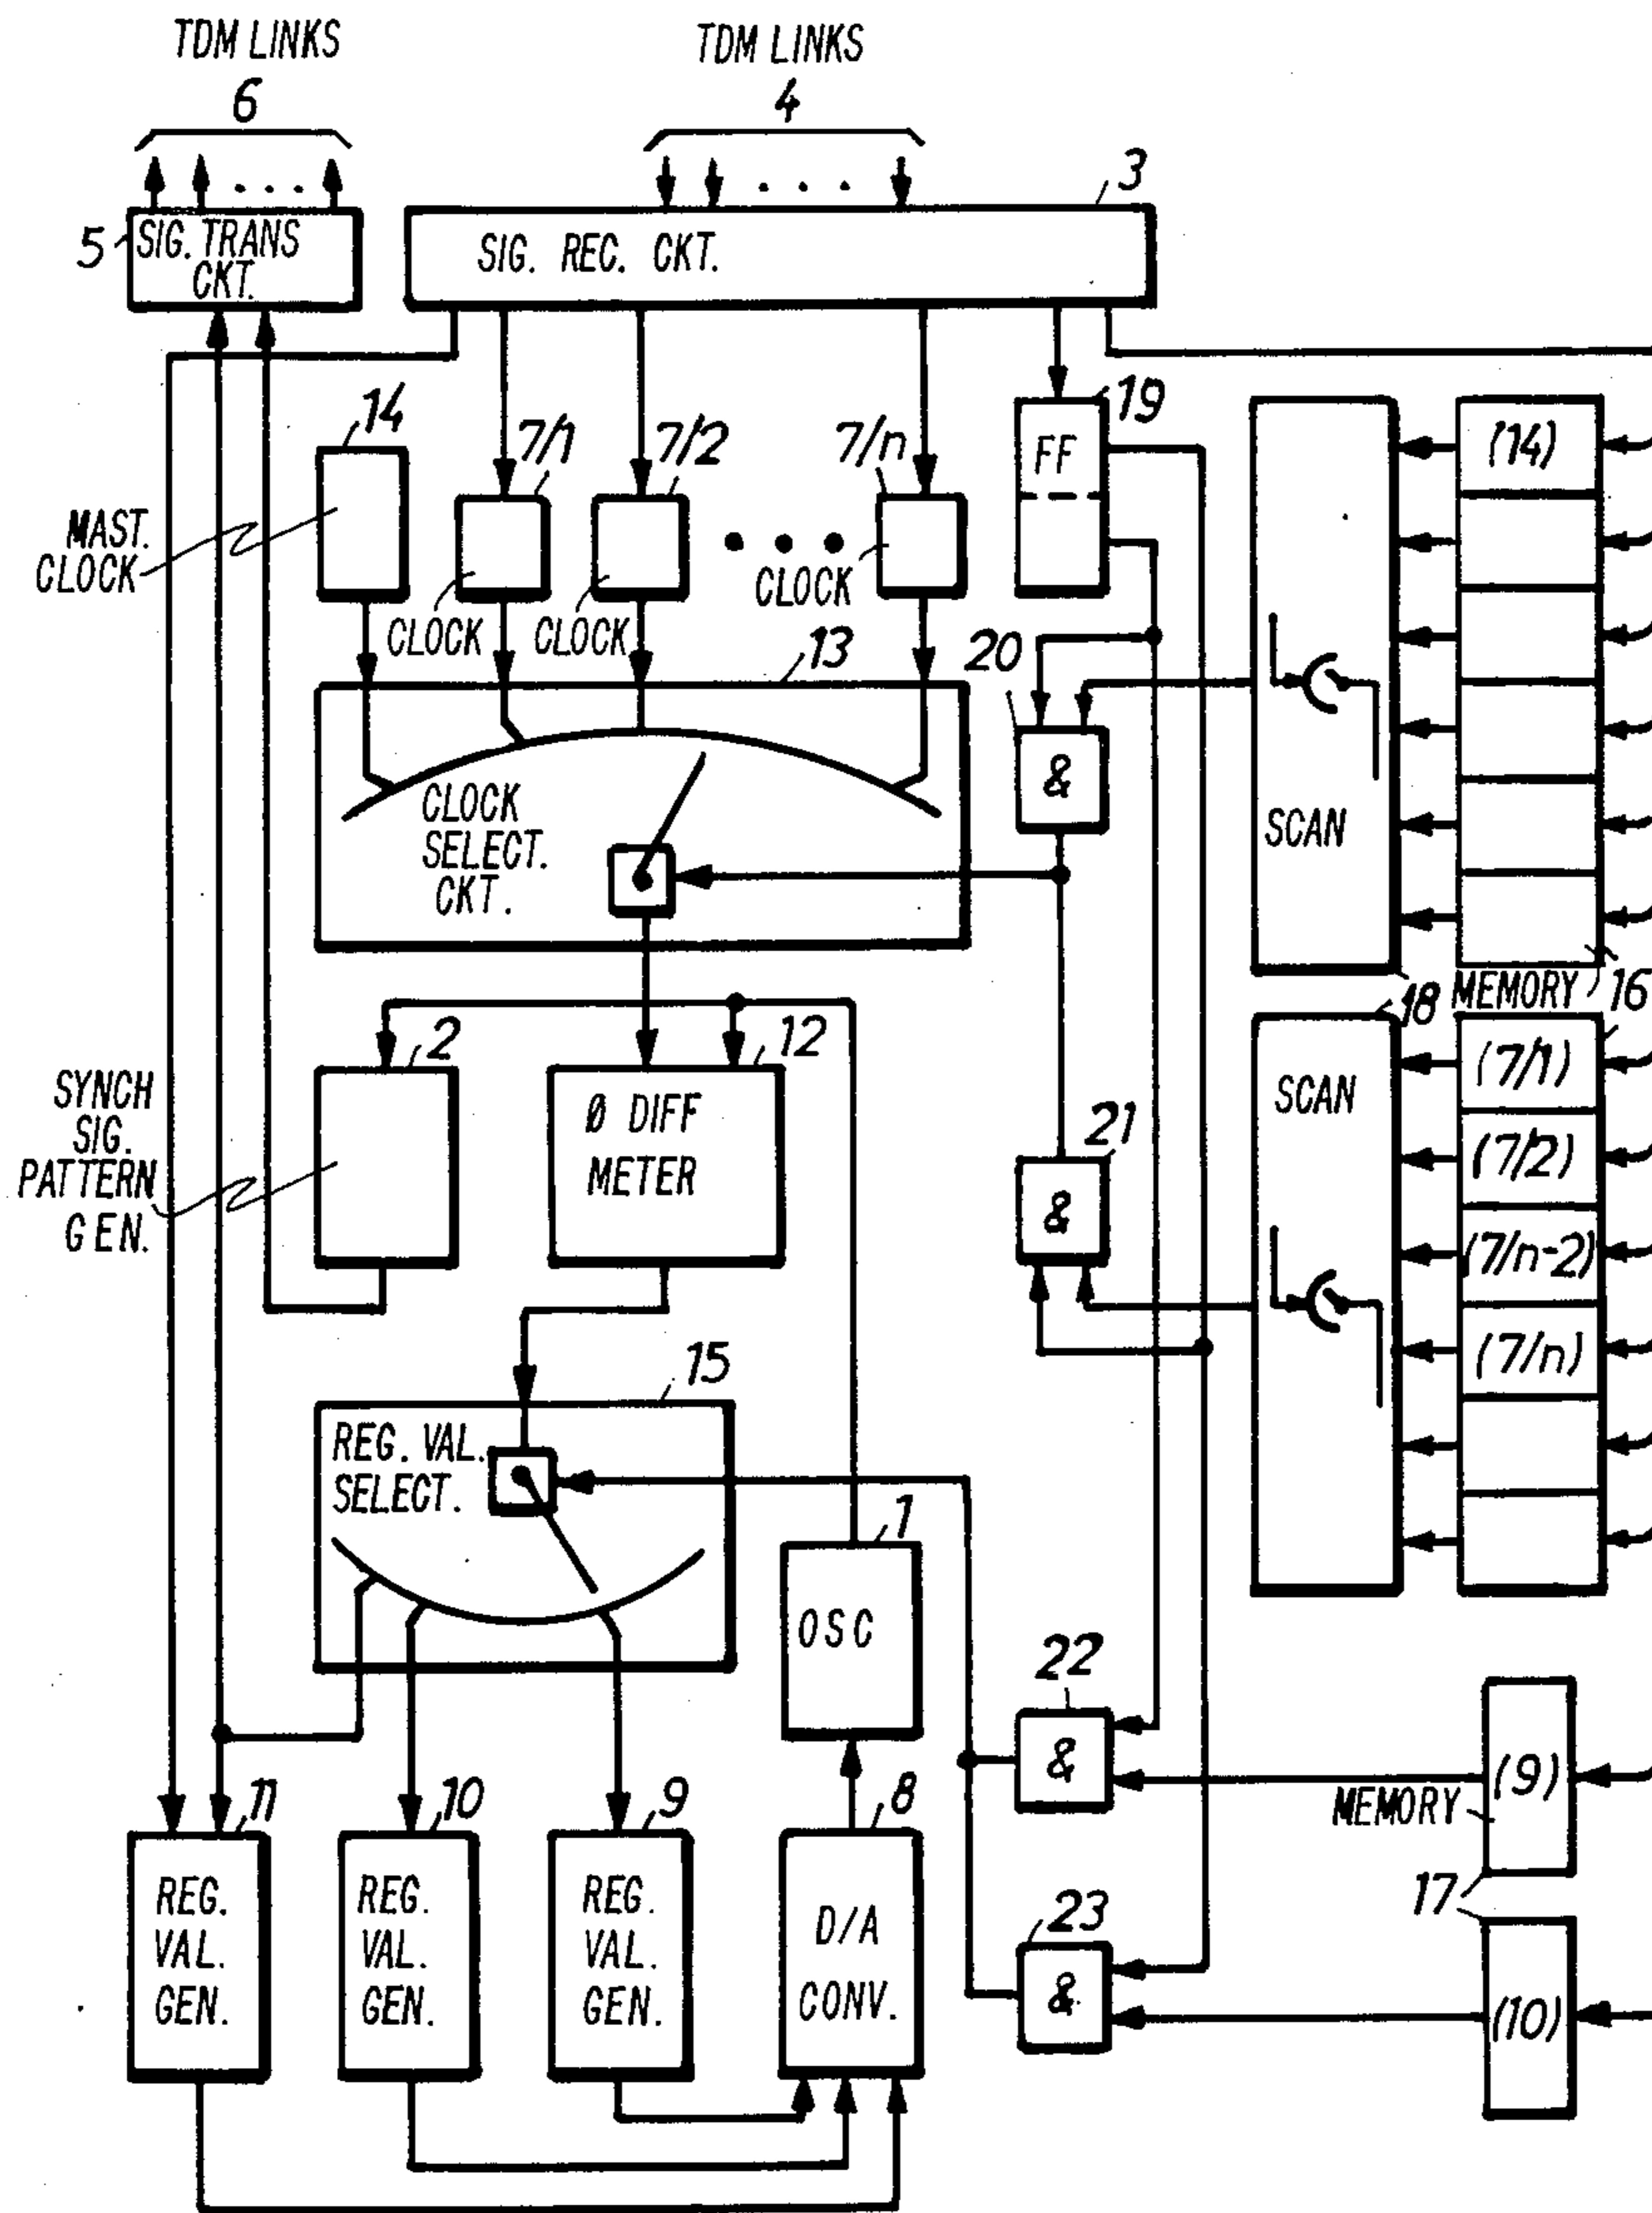 TDM LINKS
6
TDM LINKS
4
5
SIG. TRANS
CKT.
3
SIG. REC. CKT.
14
7/1
7/2
7/n
19
FF
(14)
MAST.
CLOCK
CLOCK
CLOCK
CLOCK
13
20
&
CLOCK
SELECT.
CKT.
SCAN
MEMORY
16
18
2
12
SYNCH
SIG.
PATTERN
GEN.
Ø DIFF
METER
21
&
SCAN
(7/1)
(7/2)
(7/n-2)
(7/n)
15
REG. VAL.
SELECT.
1
OSC
22
&
(9)
MEMORY
17
11
10
9
8
REG.
VAL.
GEN.
REG.
VAL.
GEN.
REG.
VAL.
GEN.
D/A
CONV.
23
&
(10)